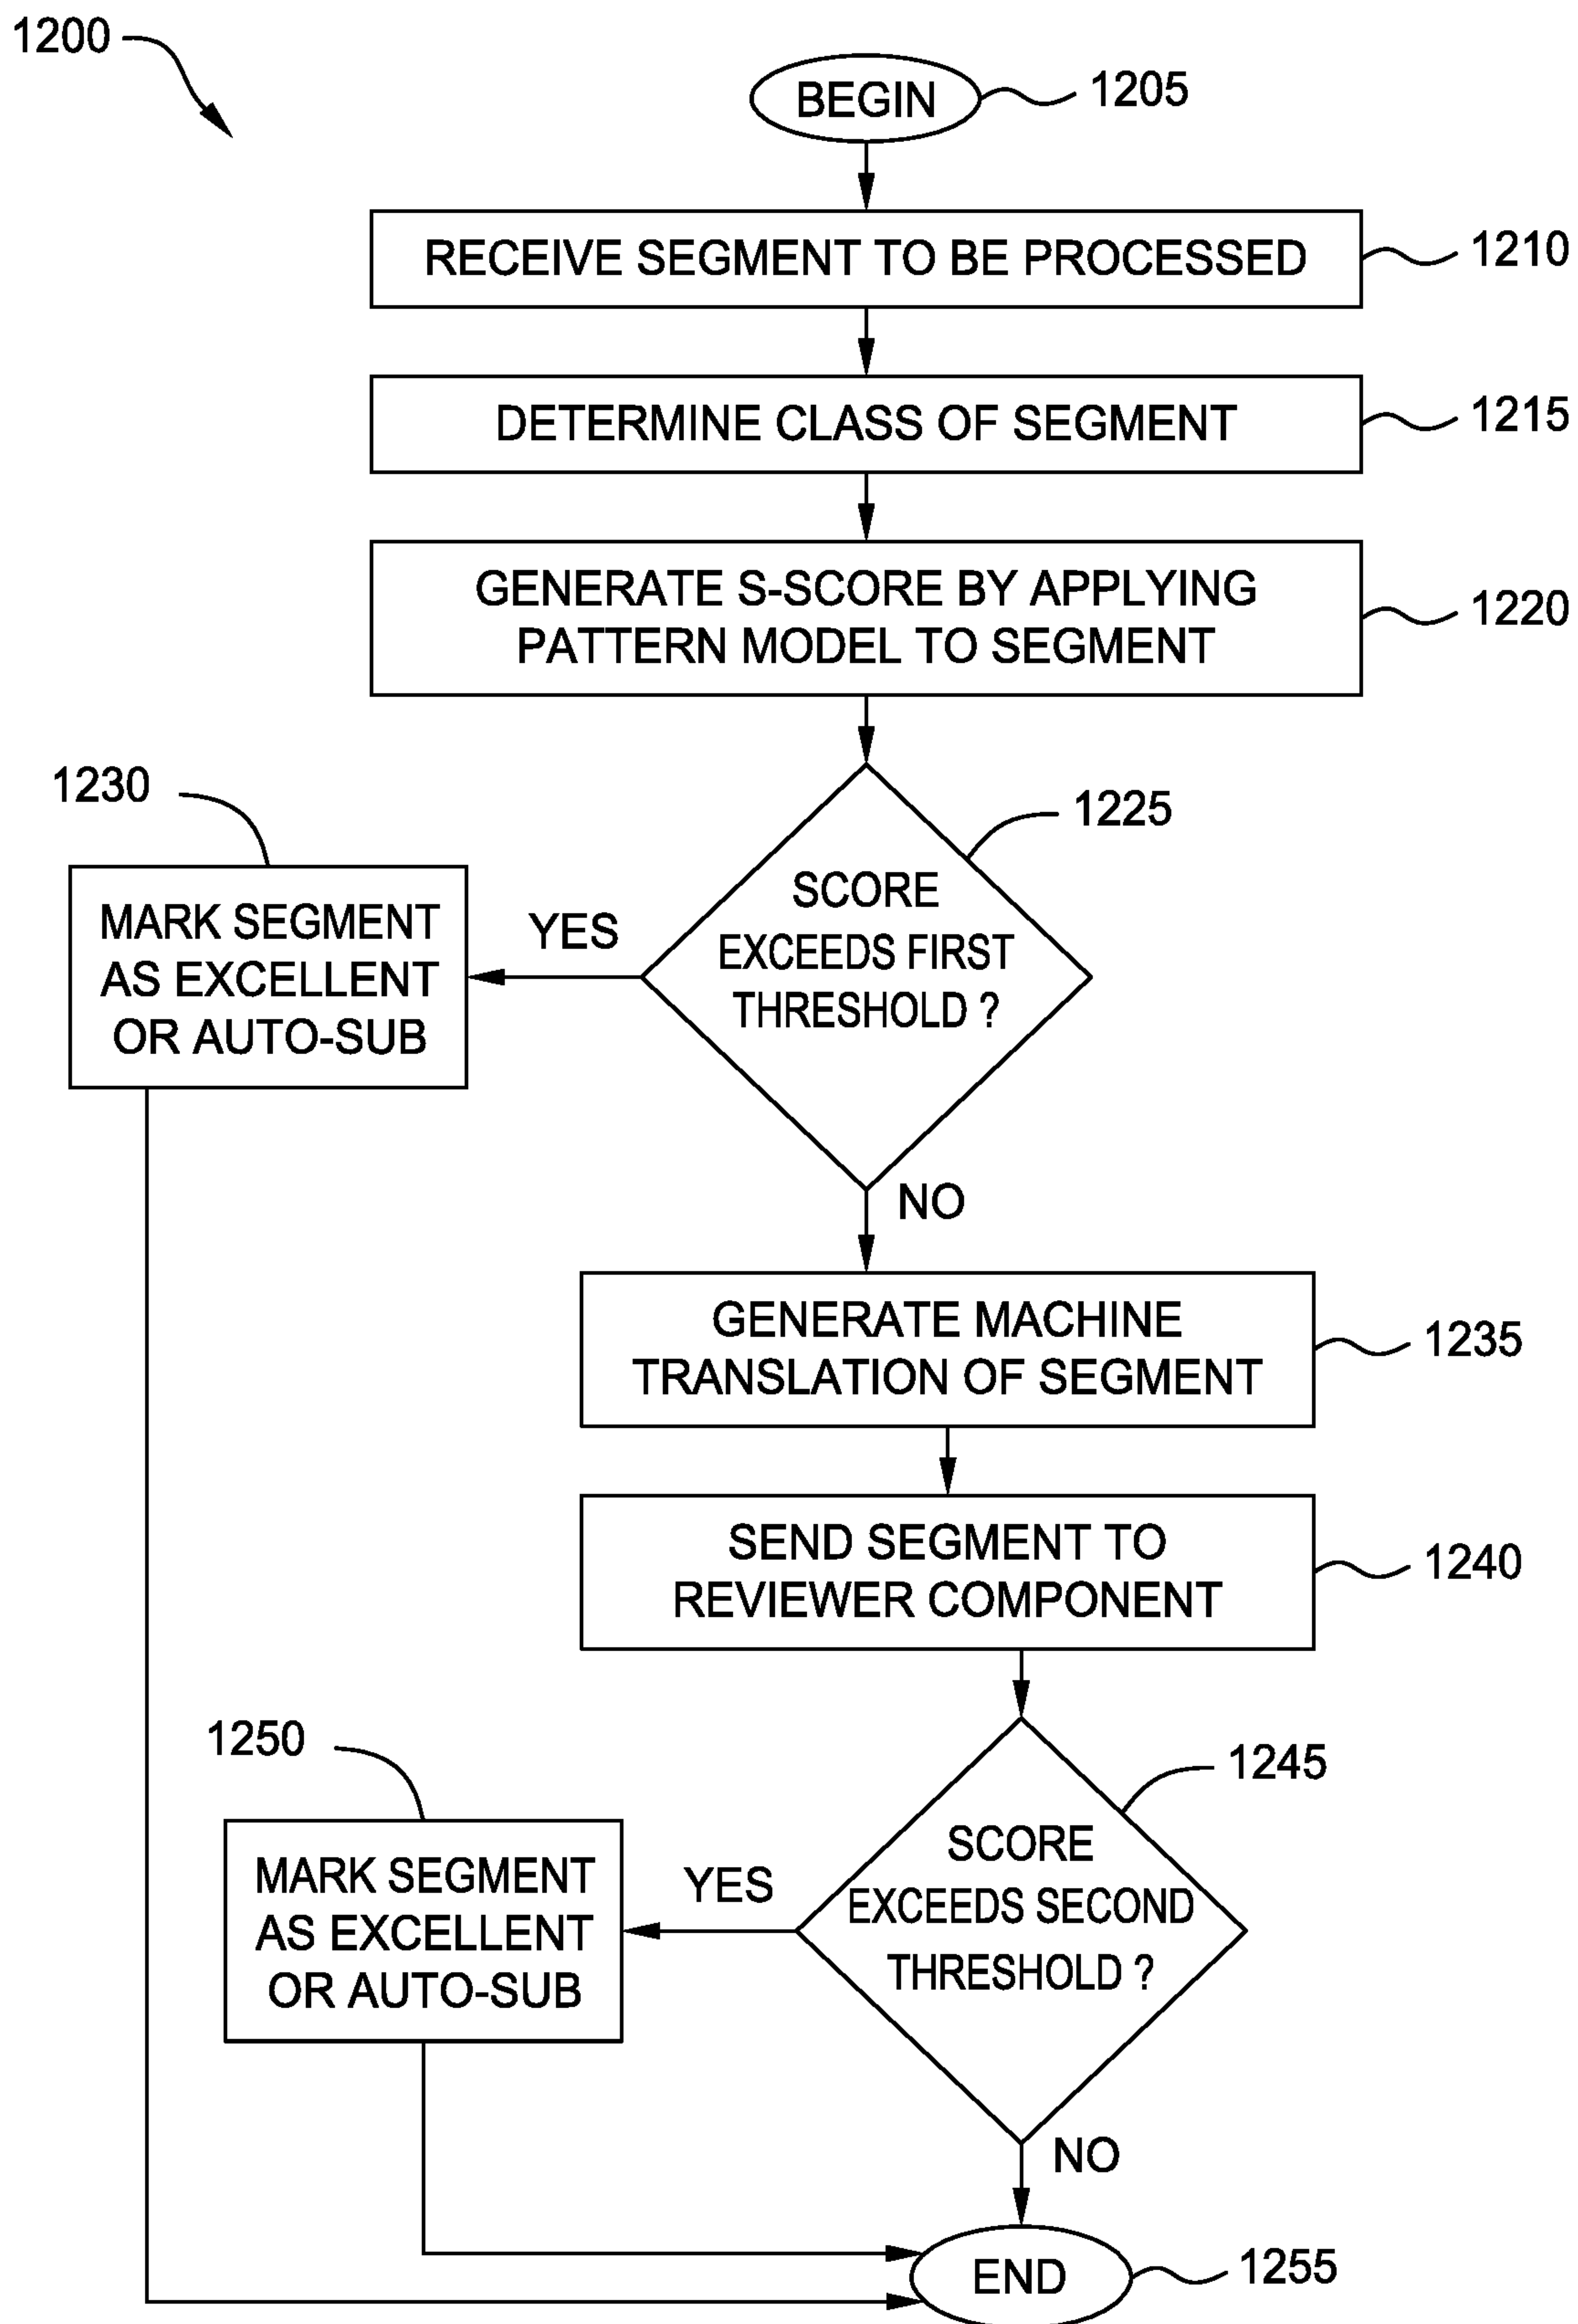 1200
BEGIN
1205
RECEIVE SEGMENT TO BE PROCESSED
1210
DETERMINE CLASS OF SEGMENT
1215
GENERATE S-SCORE BY APPLYING
PATTERN MODEL TO SEGMENT
1220
1225
SCORE
EXCEEDS FIRST
THRESHOLD ?
YES
1230
MARK SEGMENT
AS EXCELLENT
OR AUTO-SUB
NO
GENERATE MACHINE
TRANSLATION OF SEGMENT
1235
SEND SEGMENT TO
REVIEWER COMPONENT
1240
1245
SCORE
EXCEEDS SECOND
THRESHOLD ?
YES
1250
MARK SEGMENT
AS EXCELLENT
OR AUTO-SUB
NO
END
1255